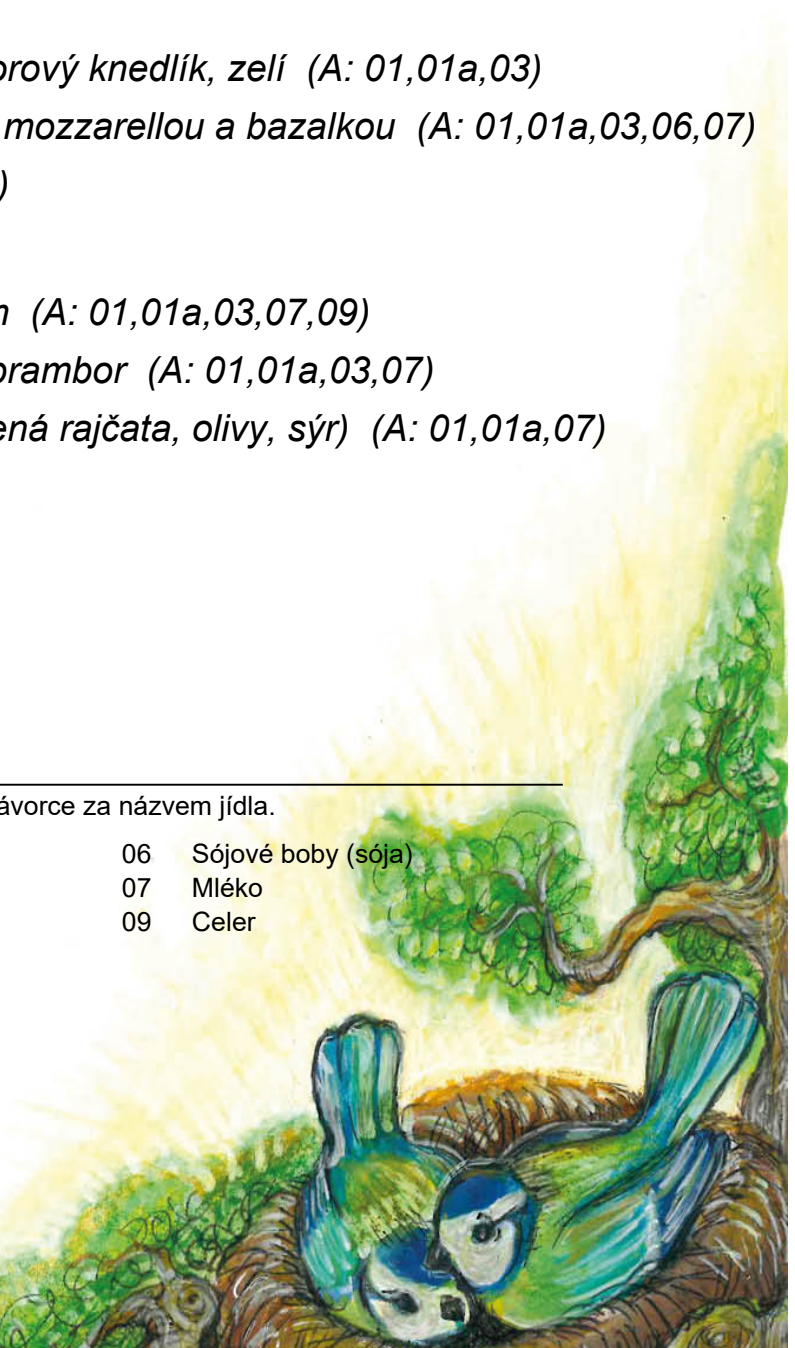 orový knedlík, zelí (A: 01,01a,03)
mozzarellou a bazalkou (A: 01,01a,03,06,07)
)
(A: 01,01a,03,07,09)
orambor (A: 01,01a,03,07)
ená rajčata, olivy, sýr) (A: 01,01a,07)
ávorce za názvem jídla.
06 Sójové boby (sója)
07 Mléko
09 Celer